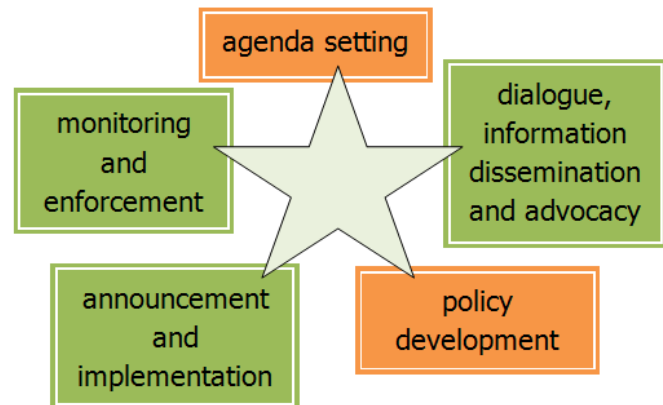 agenda setting
dialogue,
information
dissemination
and advocacy
policy
development
announcement
and
implementation
monitoring
and
enforcement